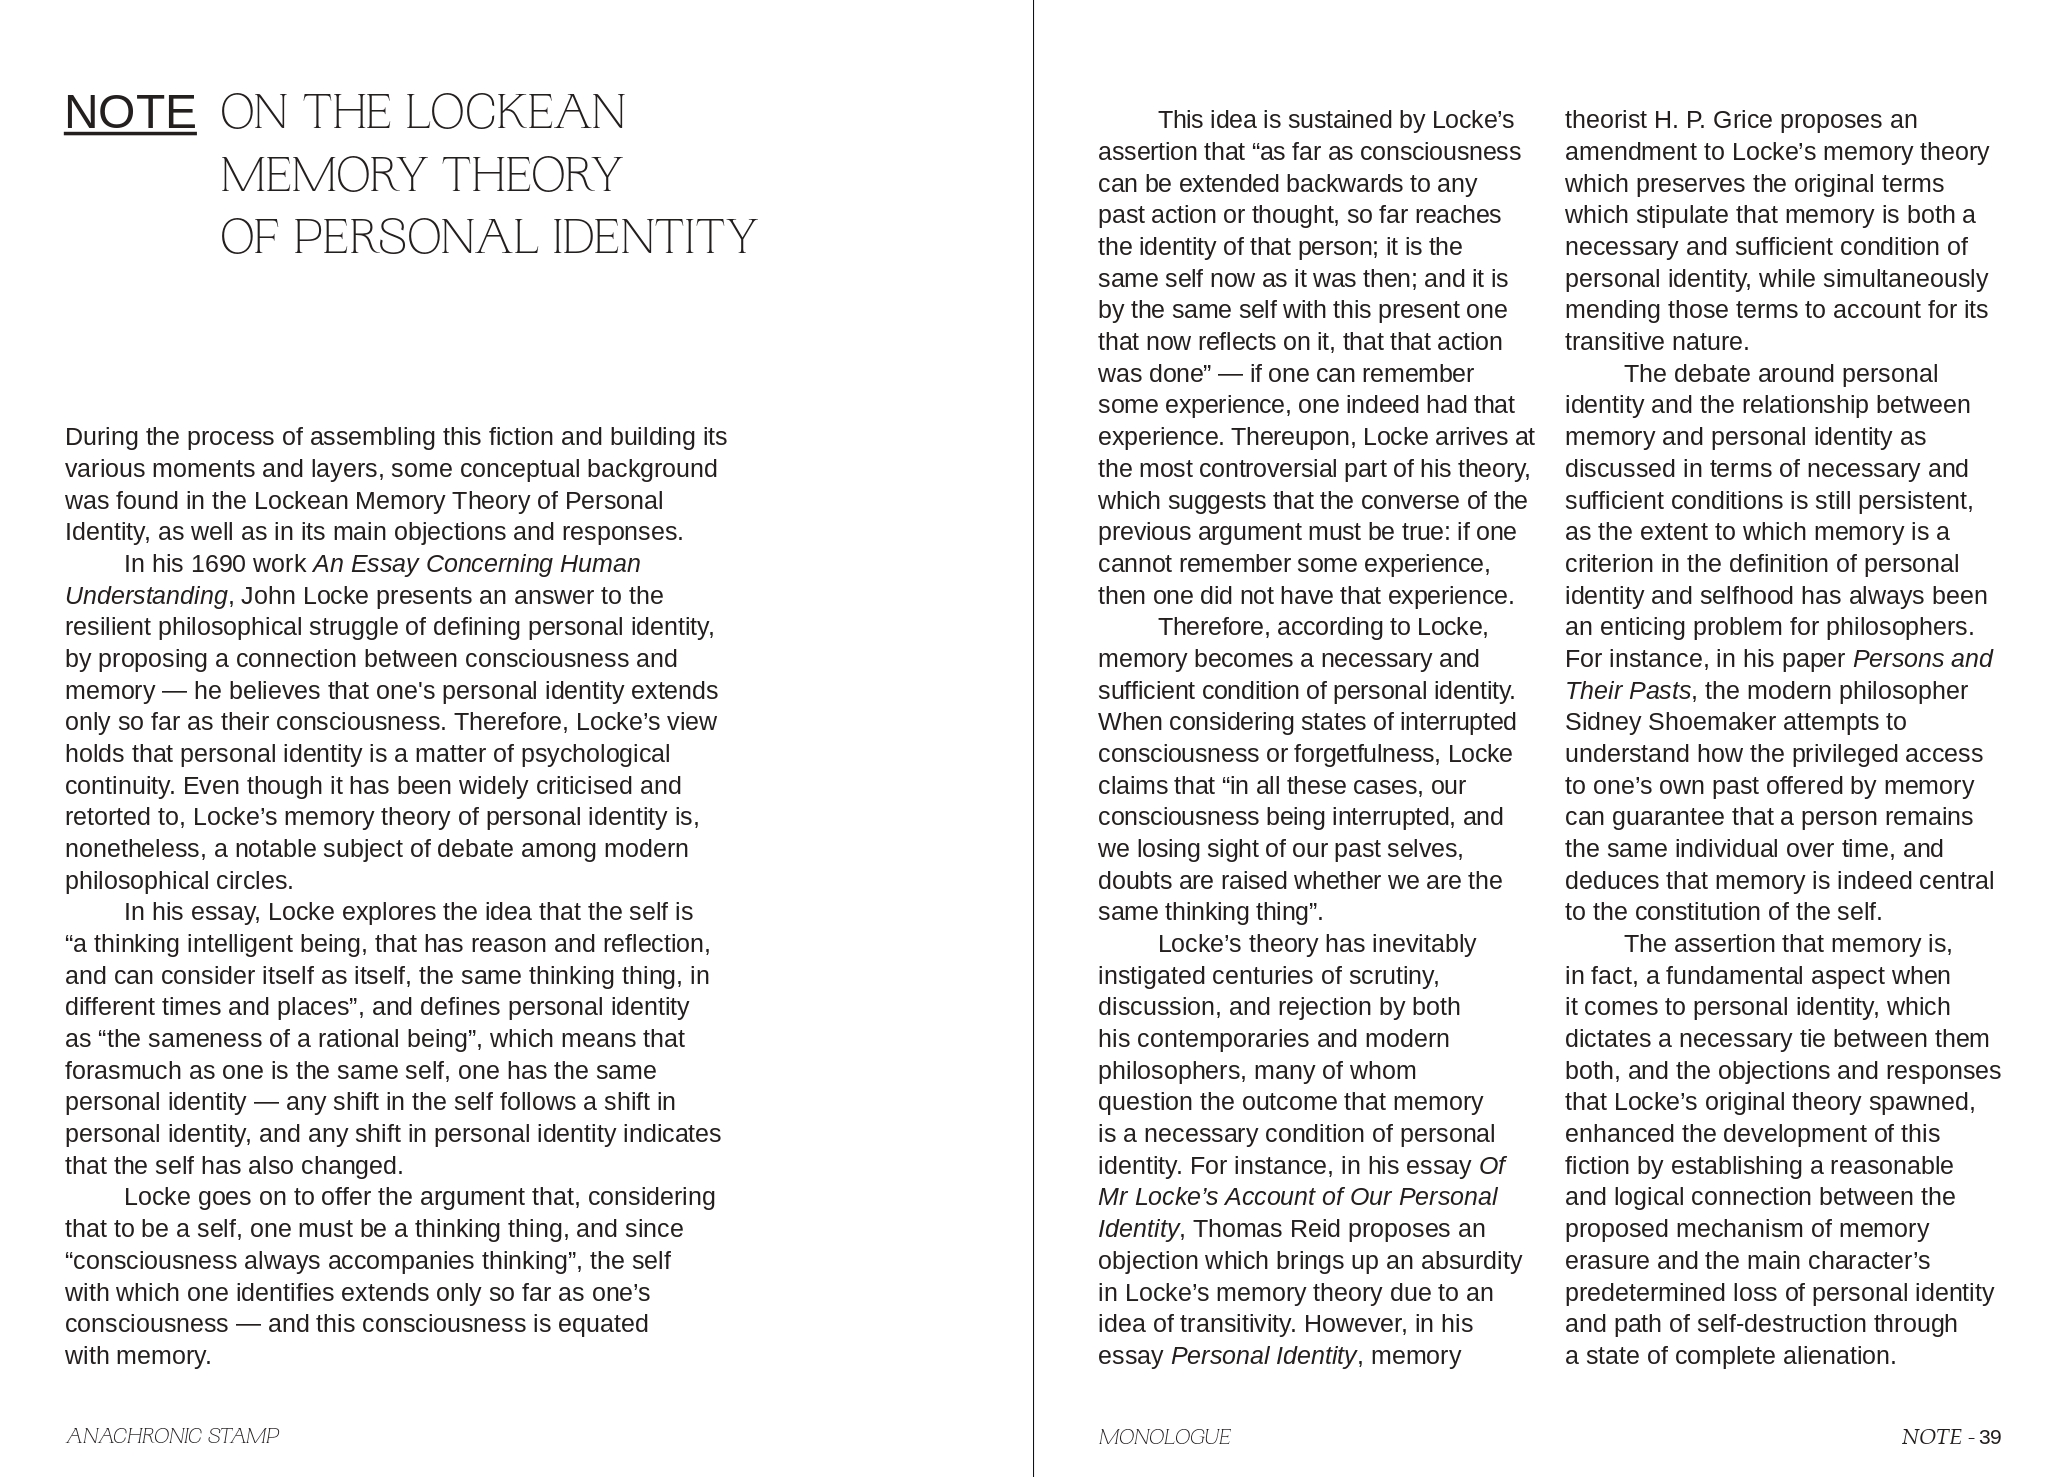 NOTE ON THE LOCKEAN
MEMORY THEORY
OF PERSONAL IDENTITY
During the process of assembling this fiction and building its
various moments and layers, some conceptual background
was found in the Lockean Memory Theory of Personal
Identity, as well as in its main objections and responses.
In his 1690 work An Essay Concerning Human
Understanding, John Locke presents an answer to the
resilient philosophical struggle of defining personal identity,
by proposing a connection between consciousness and
memory — he believes that one's personal identity extends
only so far as their consciousness. Therefore, Locke’s view
holds that personal identity is a matter of psychological
continuity. Even though it has been widely criticised and
retorted to, Locke’s memory theory of personal identity is,
nonetheless, a notable subject of debate among modern
philosophical circles.
In his essay, Locke explores the idea that the self is
“a thinking intelligent being, that has reason and reflection,
and can consider itself as itself, the same thinking thing, in
different times and places”, and defines personal identity
as “the sameness of a rational being”, which means that
forasmuch as one is the same self, one has the same
personal identity — any shift in the self follows a shift in
personal identity, and any shift in personal identity indicates
that the self has also changed.
Locke goes on to offer the argument that, considering
that to be a self, one must be a thinking thing, and since
“consciousness always accompanies thinking”, the self
with which one identifies extends only so far as one’s
consciousness — and this consciousness is equated
with memory.
ANACHRONIC STAMP
This idea is sustained by Locke’s
assertion that “as far as consciousness
can be extended backwards to any
past action or thought, so far reaches
the identity of that person; it is the
same self now as it was then; and it is
by the same self with this present one
that now reflects on it, that that action
was done” — if one can remember
some experience, one indeed had that
experience. Thereupon, Locke arrives at
the most controversial part of his theory,
which suggests that the converse of the
previous argument must be true: if one
cannot remember some experience,
then one did not have that experience.
Therefore, according to Locke,
memory becomes a necessary and
sufficient condition of personal identity.
When considering states of interrupted
consciousness or forgetfulness, Locke
claims that “in all these cases, our
consciousness being interrupted, and
we losing sight of our past selves,
doubts are raised whether we are the
same thinking thing”.
Locke’s theory has inevitably
instigated centuries of scrutiny,
discussion, and rejection by both
his contemporaries and modern
philosophers, many of whom
question the outcome that memory
is a necessary condition of personal
identity. For instance, in his essay Of
Mr Locke’s Account of Our Personal
Identity, Thomas Reid proposes an
objection which brings up an absurdity
in Locke’s memory theory due to an
idea of transitivity. However, in his
essay Personal Identity, memory
theorist H. P. Grice proposes an
amendment to Locke’s memory theory
which preserves the original terms
which stipulate that memory is both a
necessary and sufficient condition of
personal identity, while simultaneously
mending those terms to account for its
transitive nature.
The debate around personal
identity and the relationship between
memory and personal identity as
discussed in terms of necessary and
sufficient conditions is still persistent,
as the extent to which memory is a
criterion in the definition of personal
identity and selfhood has always been
an enticing problem for philosophers.
For instance, in his paper Persons and
Their Pasts, the modern philosopher
Sidney Shoemaker attempts to
understand how the privileged access
to one’s own past offered by memory
can guarantee that a person remains
the same individual over time, and
deduces that memory is indeed central
to the constitution of the self.
The assertion that memory is,
in fact, a fundamental aspect when
it comes to personal identity, which
dictates a necessary tie between them
both, and the objections and responses
that Locke’s original theory spawned,
enhanced the development of this
fiction by establishing a reasonable
and logical connection between the
proposed mechanism of memory
erasure and the main character’s
predetermined loss of personal identity
and path of self-destruction through
a state of complete alienation.
MONOLOGUE
NOTE - 39